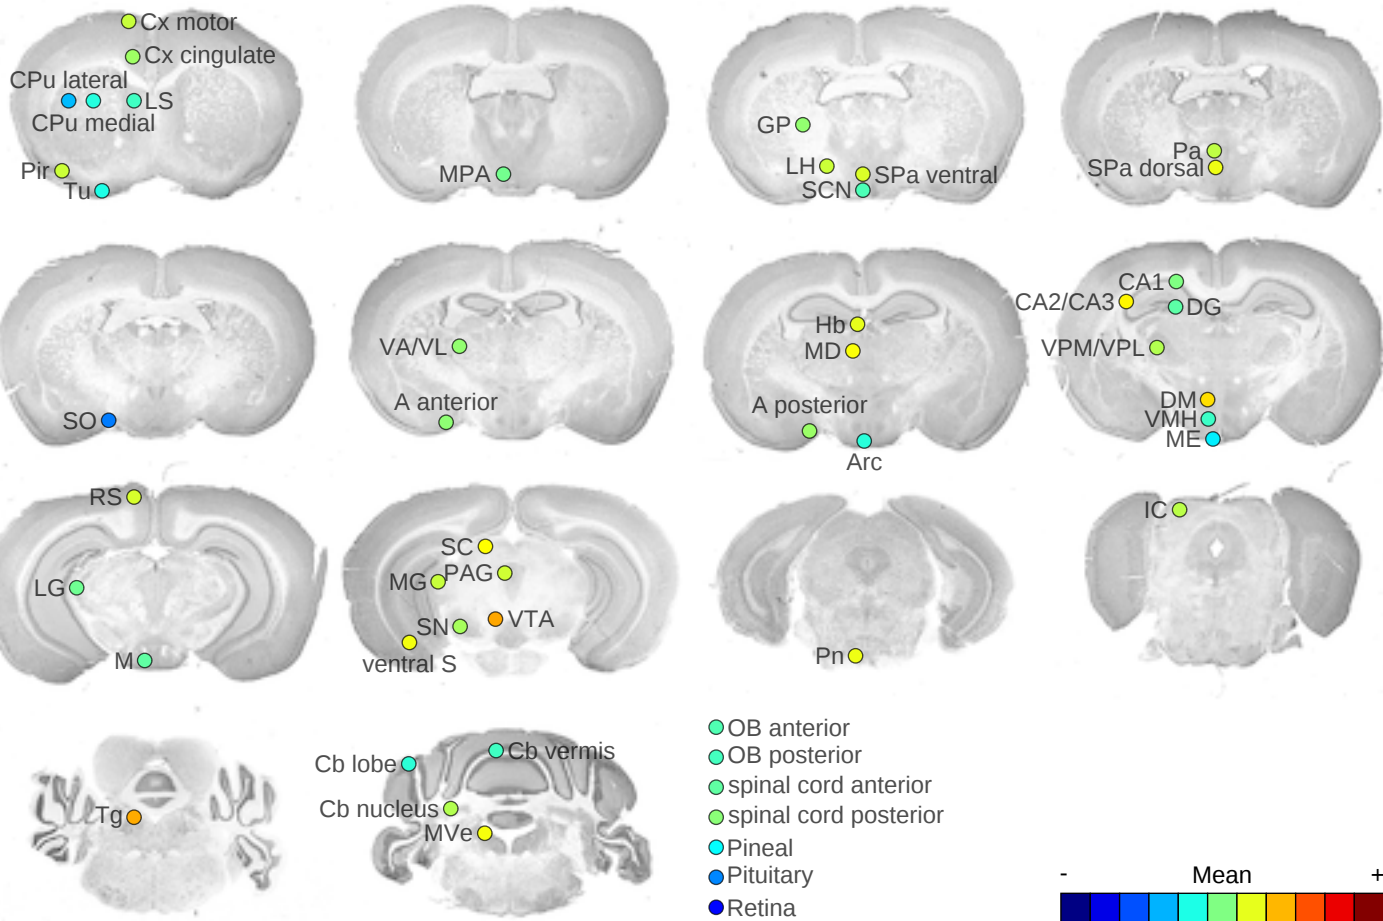 Cx motor
Cx cingulate
CPu lateral
LS
CPu medial
Pir
Tu
MPA
GP
LH
SPa ventral
SCN
Pa
SPa dorsal
SO
VA/VL
A anterior
Hb
MD
A posterior
Arc
CA1
CA2/CA3
DG
VPM/VPL
DM
VMH
ME
RS
LG
M
SC
PAG
MG
SN
VTA
ventral S
Pn
IC
Tg
Cb lobe
Cb vermis
Cb nucleus
MVe
OB anterior
OB posterior
spinal cord anterior
spinal cord posterior
Pineal
Pituitary
Retina
- Mean +